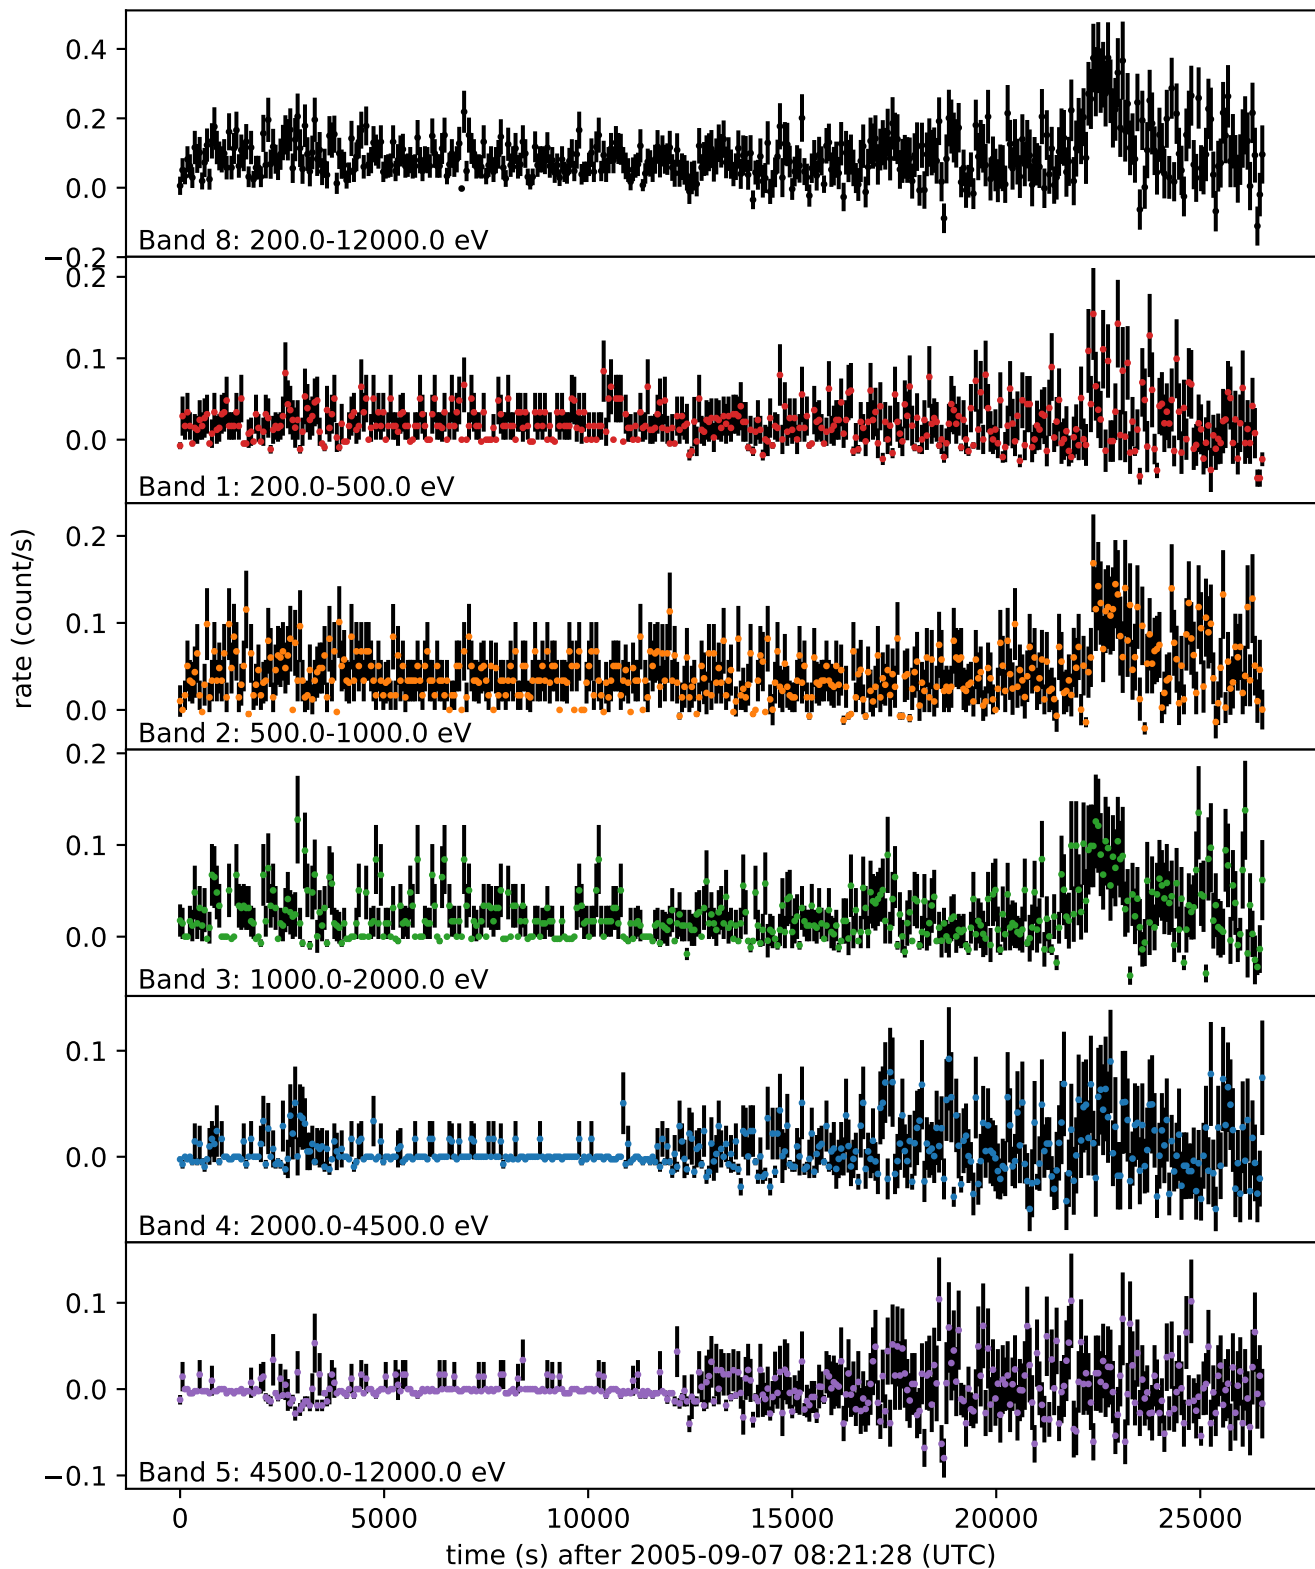 0.4
0.2
0.0
−0.2
Band 8: 200.0-12000.0 eV
0.2
0.1
0.0
Band 1: 200.0-500.0 eV
rate (count/s)
0.2
0.1
0.0
Band 2: 500.0-1000.0 eV
0.2
0.1
0.0
Band 3: 1000.0-2000.0 eV
0.1
0.0
Band 4: 2000.0-4500.0 eV
0.1
0.0
−0.1
Band 5: 4500.0-12000.0 eV
0 5000 10000 15000 20000 25000
time (s) after 2005-09-07 08:21:28 (UTC)